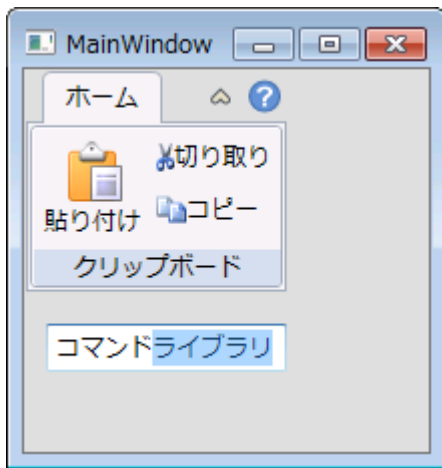 MainWindow
ホーム
貼り付け
切り取り
コピー
クリップボード
コマンドライブラリ